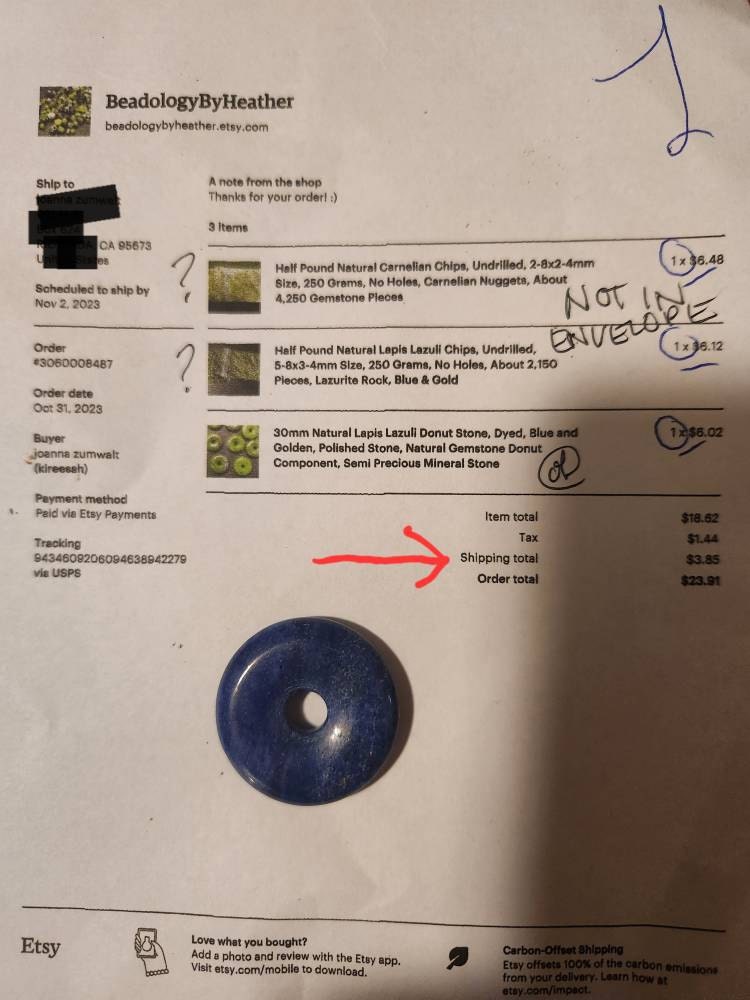 BeadologyByHeather
beadologybyheather.etsy.com
Ship to
joanna zumwalt
CA 95673
Scheduled to ship by
Nov 2, 2023
Order
#3060008487
Order date
Oct 31, 2023
Buyer
joanna zumwalt
(kireesah)
Payment method
Paid via Etsy Payments
Tracking
9434609206094638942279
via USPS
A note from the shop
Thanks for your order! :)
3 items
?
Half Pound Natural Carnelian Chips, Undrilled, 2-8x2-4mm
Size, 250 Grams, No Holes, Carnelian Nuggets, About
4,250 Gemstone Pieces
1 x $6.48
NOT IN
ENVELOPE
?
Half Pound Natural Lapis Lazuli Chips, Undrilled,
5-8x3-4mm Size, 250 Grams, No Holes, About 2,150
Pieces, Lazurite Rock, Blue & Gold
1 x $6.12
30mm Natural Lapis Lazuli Donut Stone, Dyed, Blue and
Golden, Polished Stone, Natural Gemstone Donut
Component, Semi Precious Mineral Stone
1 x $6.02
Item total $18.62
Tax $1.44
Shipping total $3.85
Order total $23.91
Etsy
Love what you bought?
Add a photo and review with the Etsy app.
Visit etsy.com/mobile to download.
Carbon-Offset Shipping
Etsy offsets 100% of the carbon emissions
from your delivery. Learn how at
etsy.com/impact.